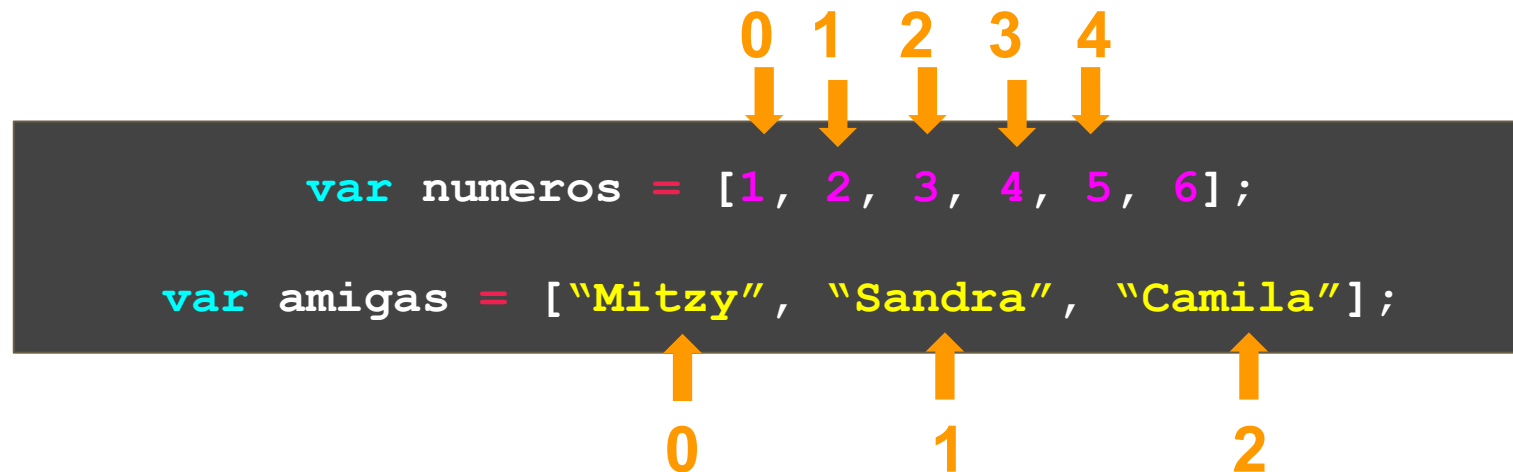 0 1 2 3 4
var numeros = [1, 2, 3, 4, 5, 6];
var amigas = [“Mitzy”, “Sandra”, “Camila”];
0 1 2